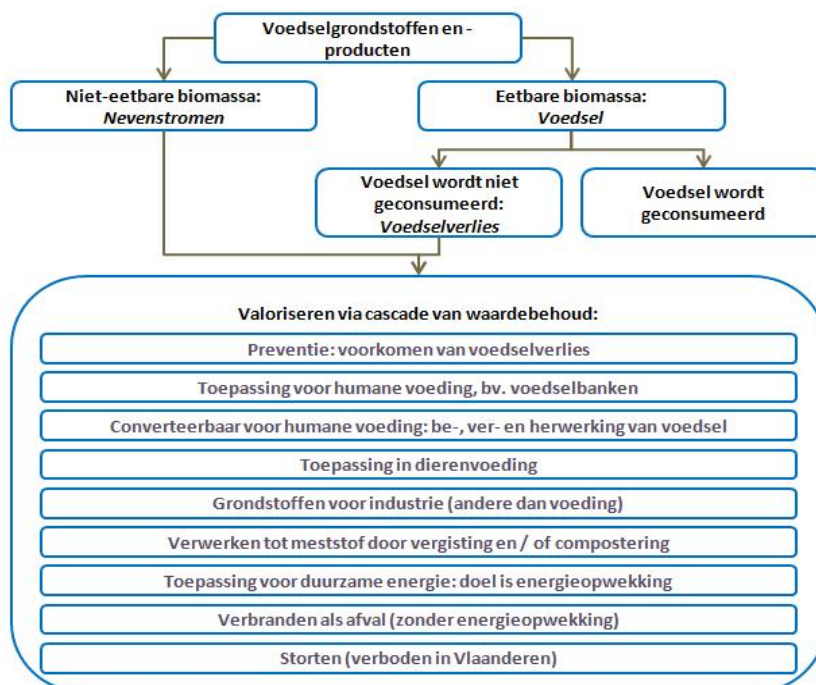 Voedselgrondstoffen en -
producten
Niet-eetbare biomassa:
Nevenstromen
Eetbare biomassa:
Voedsel
Voedsel wordt niet
geconsumeerd:
Voedselverlies
Voedsel wordt
geconsumeerd
Valoriseren via cascade van waardebehoud:
Preventie: voorkomen van voedselverlies
Toepassing voor humane voeding, bv. voedselbanken
Converteerbaar voor humane voeding: be-, ver- en herwerking van voedsel
Toepassing in dierenvoeding
Grondstoffen voor industrie (andere dan voeding)
Verwerken tot meststof door vergisting en / of compostering
Toepassing voor duurzame energie: doel is energieopwekking
Verbranden als afval (zonder energieopwekking)
Storten (verboden in Vlaanderen)